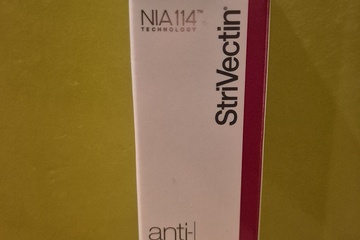 NIA114™
TECHNOLOGY
StriVectin®
anti-